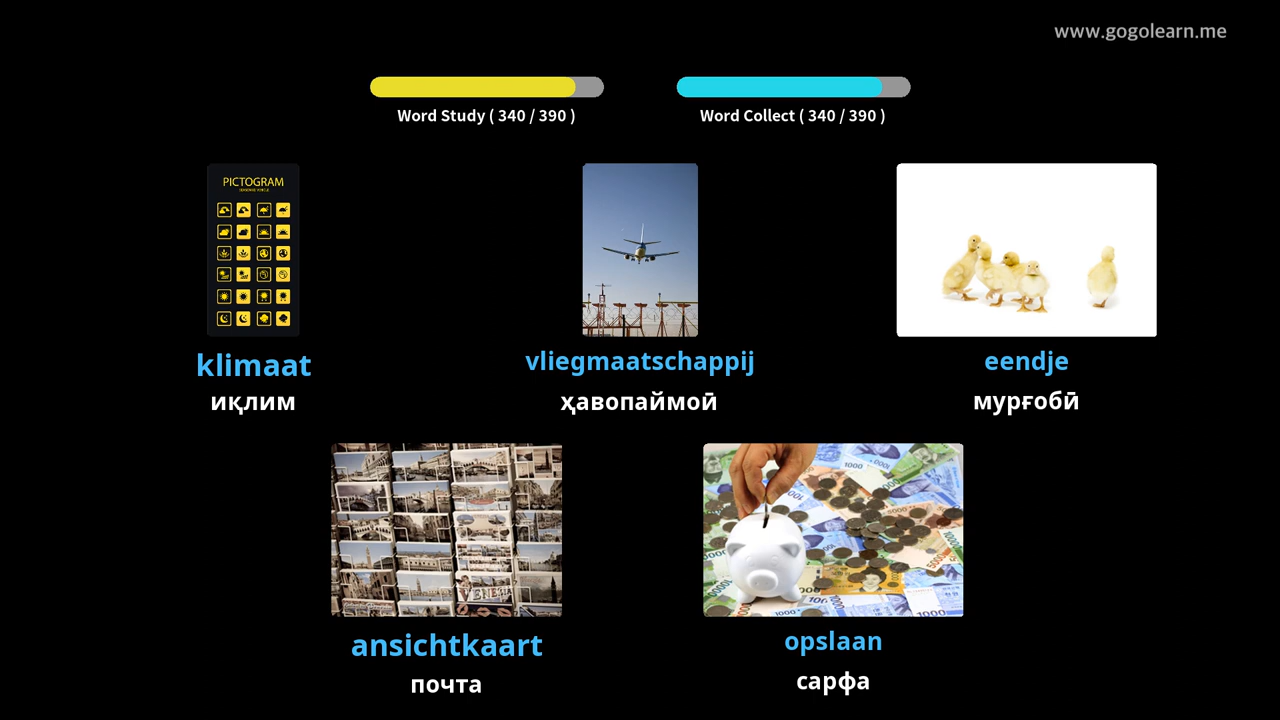 www.gogolearn.me
Word Study ( 340 / 390 )
Word Collect ( 340 / 390 )
PICTOGRAM
klimaat
иқлим
vliegmaatschappij
ҳавопаймоӣ
eendje
мурғобӣ
ansichtkaart
почта
opslaan
сарфа